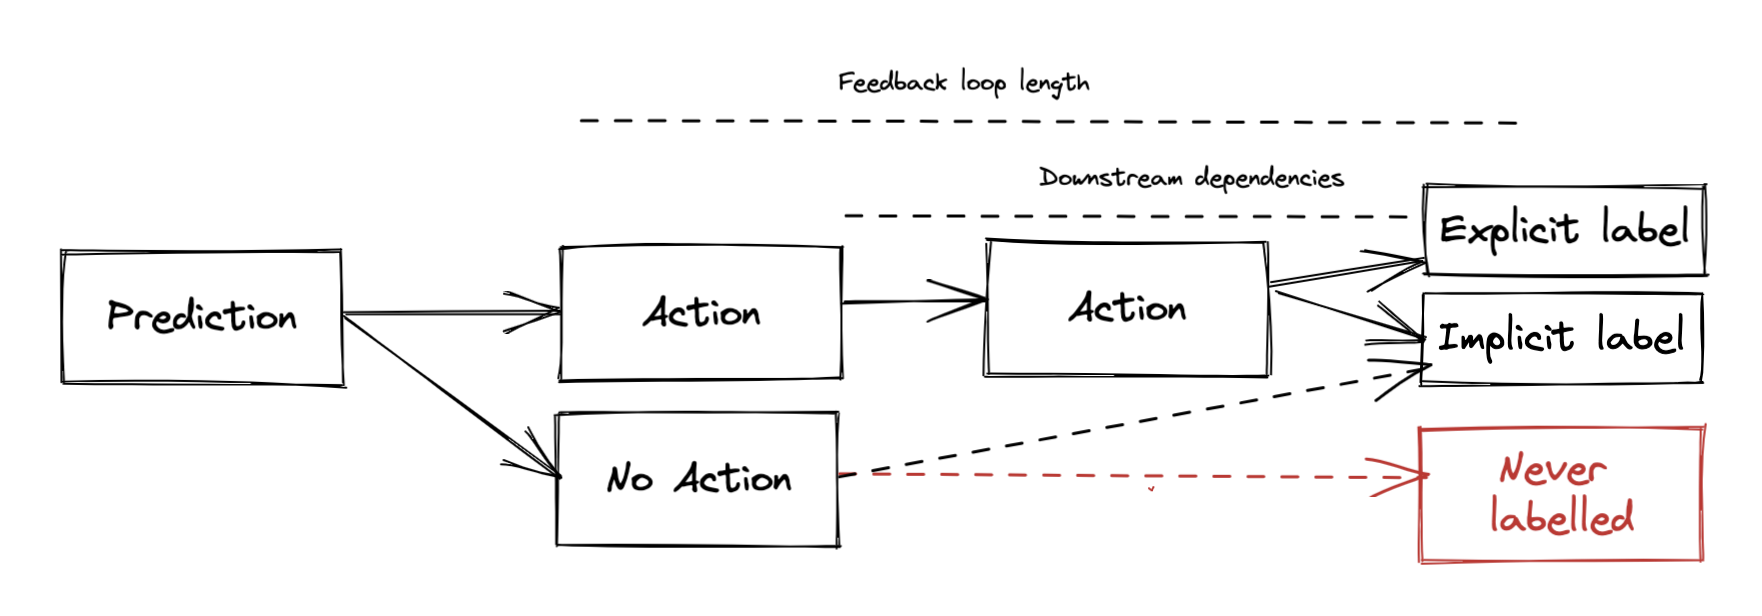 Feedback loop length
Downstream dependencies
Explicit label
Prediction
Action
Action
Implicit label
No Action
Never
labelled